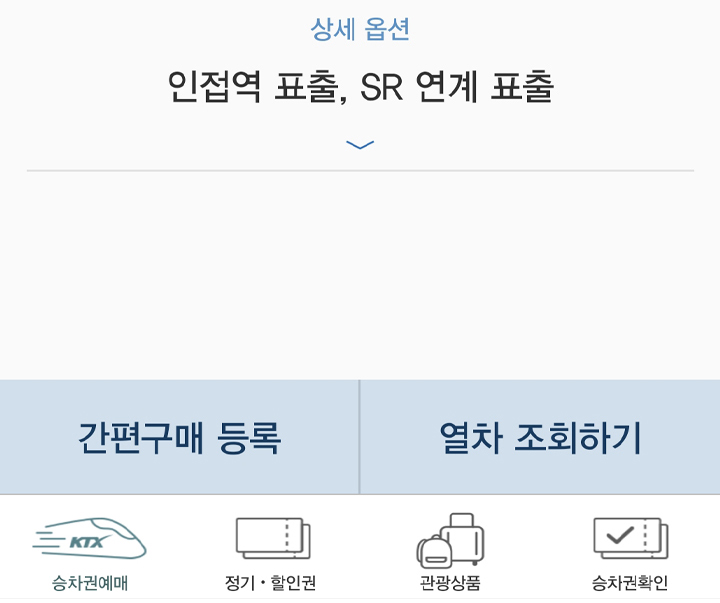 상세 옵션
인접역 표출, SR 연계 표출
간편구매 등록
열차 조회하기
KTX
승차권예매
정기・할인권
관광상품
승차권확인